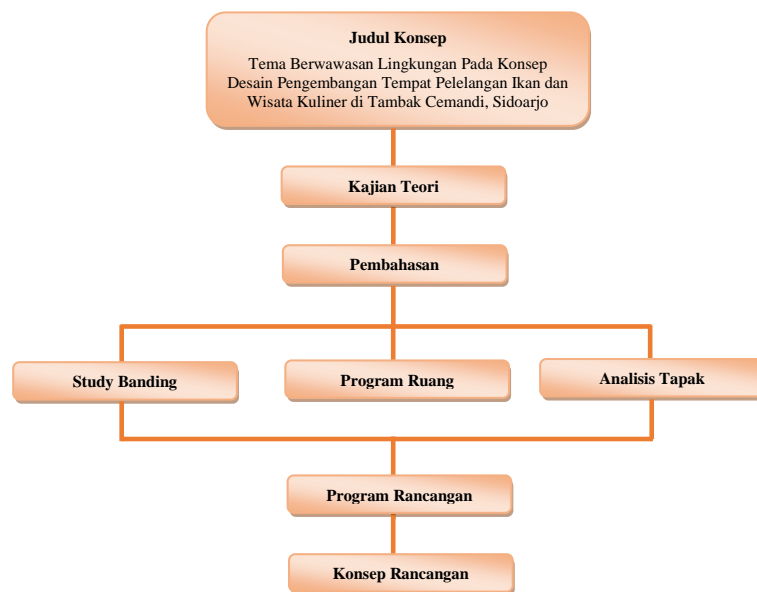 Judul Konsep
Tema Berwawasan Lingkungan Pada Konsep
Desain Pengembangan Tempat Pelelangan Ikan dan
Wisata Kuliner di Tambak Cemandi, Sidoarjo
Kajian Teori
Pembahasan
Study Banding
Program Ruang
Analisis Tapak
Program Rancangan
Konsep Rancangan